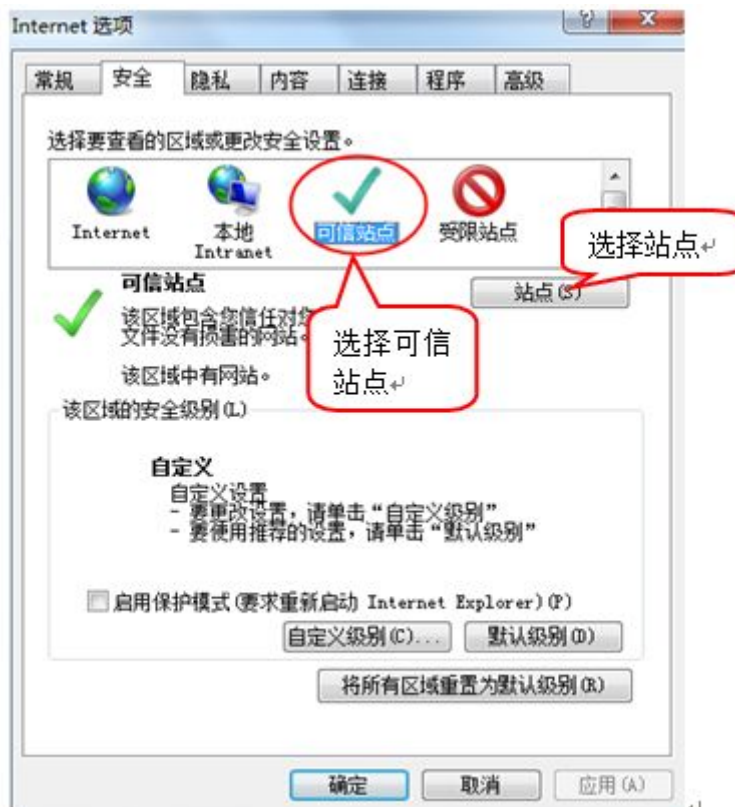 Internet 选项
常规 安全 隐私 内容 连接 程序 高级
选择要查看的区域或更改安全设置。
Internet 本地 可信站点 受限站点
Intranet
选择站点
可信站点 站点(S)
该区域包含您信任对您
文件没有损害的网站。
选择可信
站点
该区域中有网站。
该区域的安全级别(L)
自定义
自定义设置
- 要更改设置，请单击“自定义级别”
- 要使用推荐的设置，请单击“默认级别”
启用保护模式(要求重新启动 Internet Explorer)(P)
自定义级别(C)... 默认级别(D)
将所有区域重置为默认级别(R)
确定 取消 应用(A)